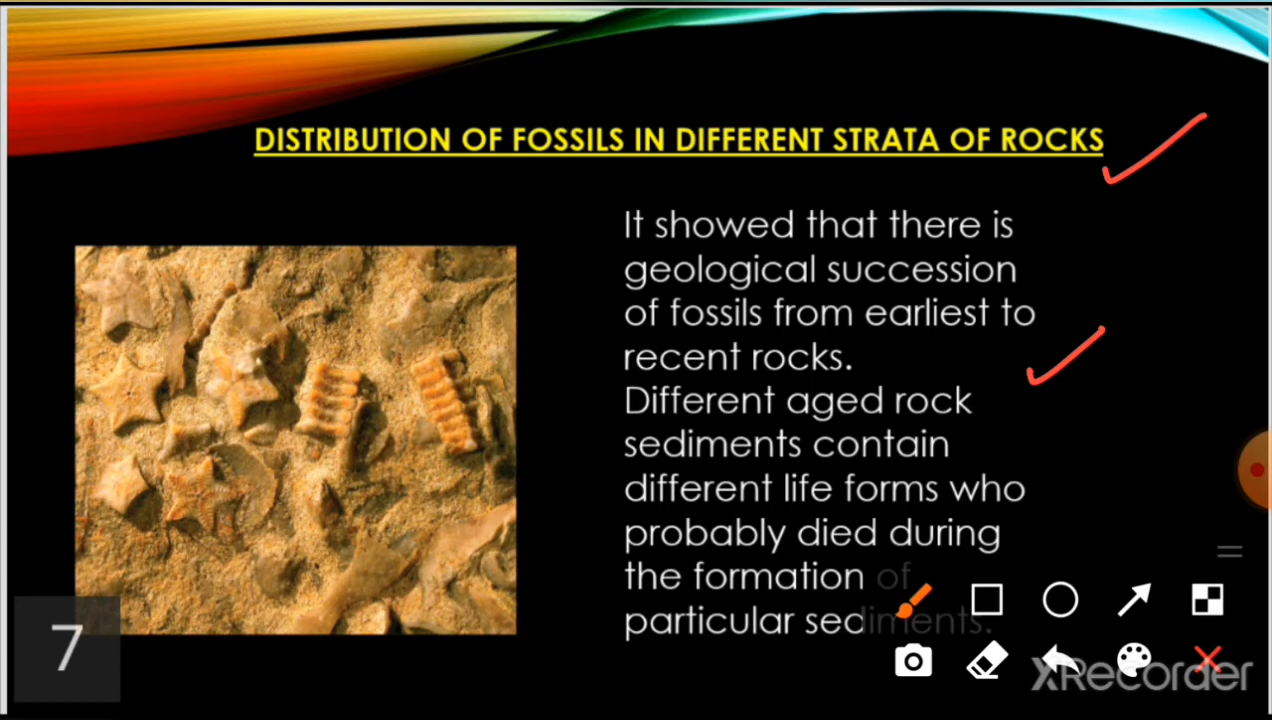 DISTRIBUTION OF FOSSILS IN DIFFERENT STRATA OF ROCKS
It showed that there is
geological succession
of fossils from earliest to
recent rocks.
Different aged rock
sediments contain
different life forms who
probably died during
the formation of
particular sediments.
7
XRecorder